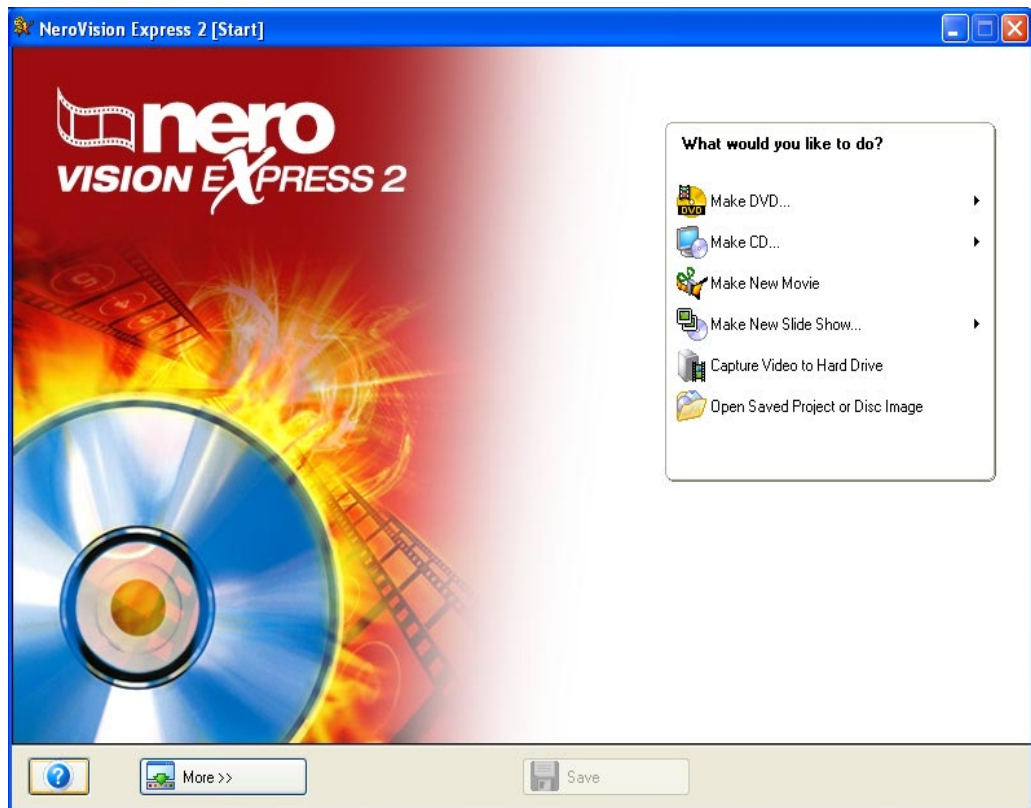 NeroVision Express 2 [Start]
nero
VISION EXPRESS 2
What would you like to do?
Make DVD...
Make CD...
Make New Movie
Make New Slide Show...
Capture Video to Hard Drive
Open Saved Project or Disc Image
More >>
Save